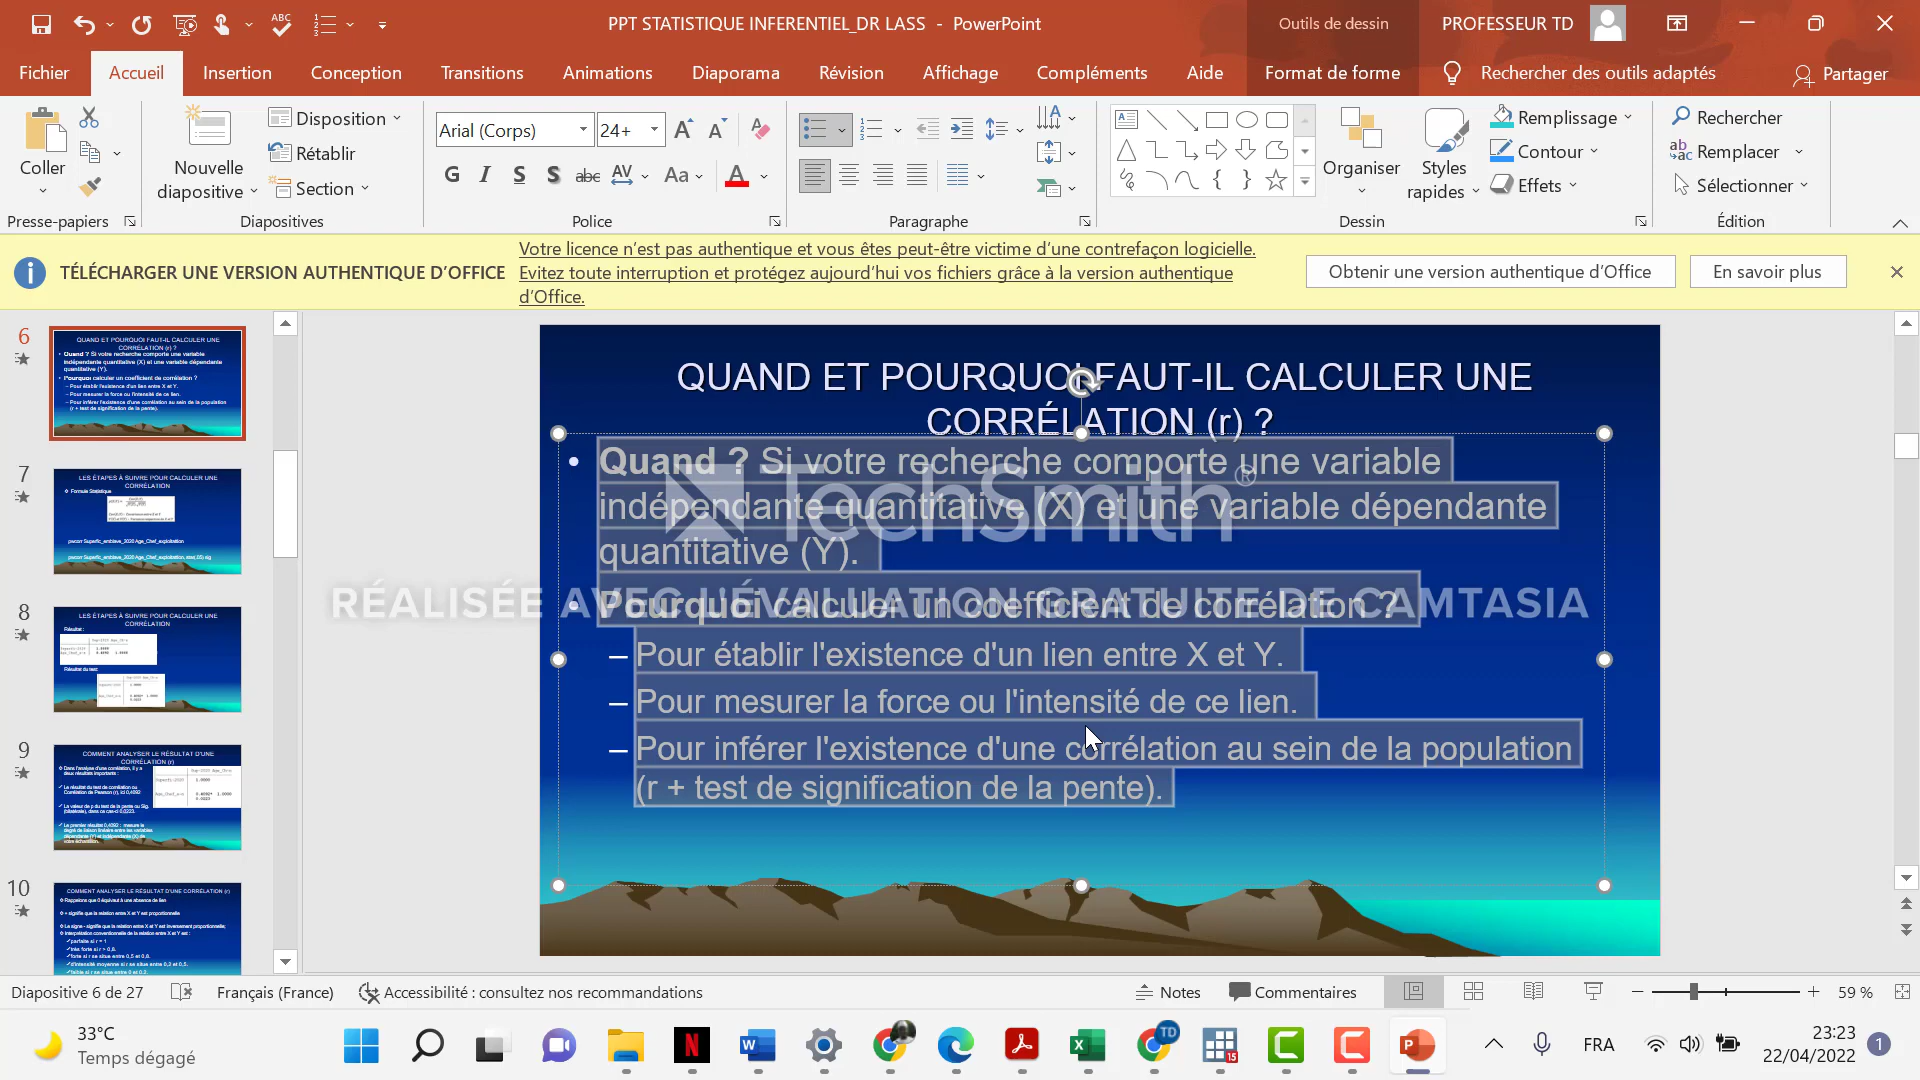 PPT STATISTIQUE INFERENTIEL_DR LASS - PowerPoint
Outils de dessin
PROFESSEUR TD
Fichier
Accueil
Insertion
Conception
Transitions
Animations
Diaporama
Révision
Affichage
Compléments
Aide
Format de forme
Rechercher des outils adaptés
Partager
Coller
Presse-papiers
Nouvelle
diapositive
Disposition
Rétablir
Section
Diapositives
Arial (Corps)
24+
Police
Paragraphe
Organiser
Styles
rapides
Remplissage
Contour
Effets
Dessin
Rechercher
Remplacer
Sélectionner
Édition
TÉLÉCHARGER UNE VERSION AUTHENTIQUE D'OFFICE
Votre licence n'est pas authentique et vous êtes peut-être victime d'une contrefaçon logicielle.
Evitez toute interruption et protégez aujourd'hui vos fichiers grâce à la version authentique
d'Office.
Obtenir une version authentique d'Office
En savoir plus
6
7
8
9
10
QUAND ET POURQUOI FAUT-IL CALCULER UNE
CORRÉLATION (r) ?
• Quand ? Si votre recherche comporte une variable
indépendante quantitative (X) et une variable dépendante
quantitative (Y).
• Pourquoi calculer un coefficient de corrélation ?
– Pour établir l'existence d'un lien entre X et Y.
– Pour mesurer la force ou l'intensité de ce lien.
– Pour inférer l'existence d'une corrélation au sein de la population
(r + test de signification de la pente).
TechSmith®
RÉALISÉE AVEC L'ÉVALUATION GRATUITE DE CAMTASIA
Diapositive 6 de 27
Français (France)
Accessibilité : consultez nos recommandations
Notes
Commentaires
59 %
33°C
Temps dégagé
FRA
23:23
22/04/2022
1